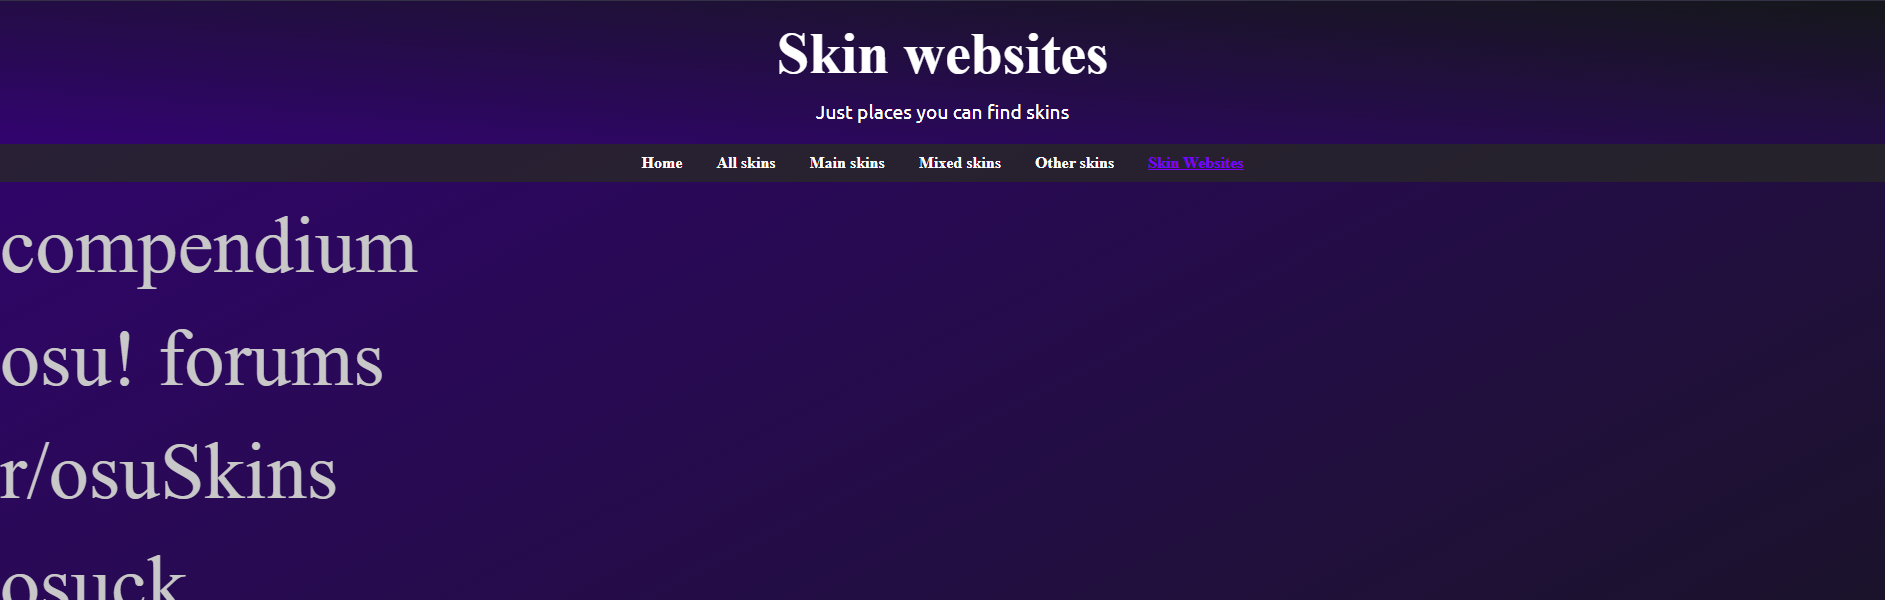 Skin websites
Just places you can find skins
Home All skins Main skins Mixed skins Other skins Skin Websites
compendium
osu! forums
r/osuSkins
osuck